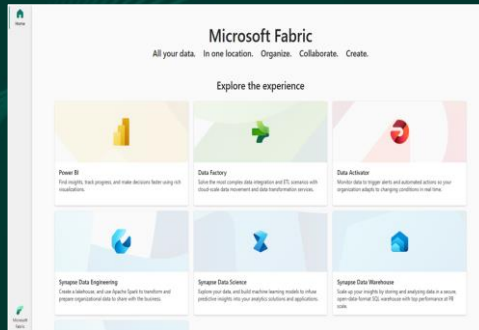 Home
Microsoft Fabric
All your data. In one location. Organize. Collaborate. Create.
Explore the experience
Power BI
Find insights, track progress, and make decisions faster using rich
visualizations.
Data Factory
Solve the most complex data integration and ETL scenarios with
cloud-scale data movement and data transformation services.
Data Activator
Monitor data to trigger alerts and automated actions so your
organization adapts to changing conditions in real time.
Synapse Data Engineering
Create a lakehouse, and use Apache Spark to transform and
prepare organizational data to share with the business.
Synapse Data Science
Explore your data, and build machine learning models to infuse
predictive insights into your analytics solutions and applications.
Synapse Data Warehouse
Scale up your insights by storing and analyzing data in a secure,
open-data-format SQL warehouse with top performance at PB
scale.
Microsoft
Fabric